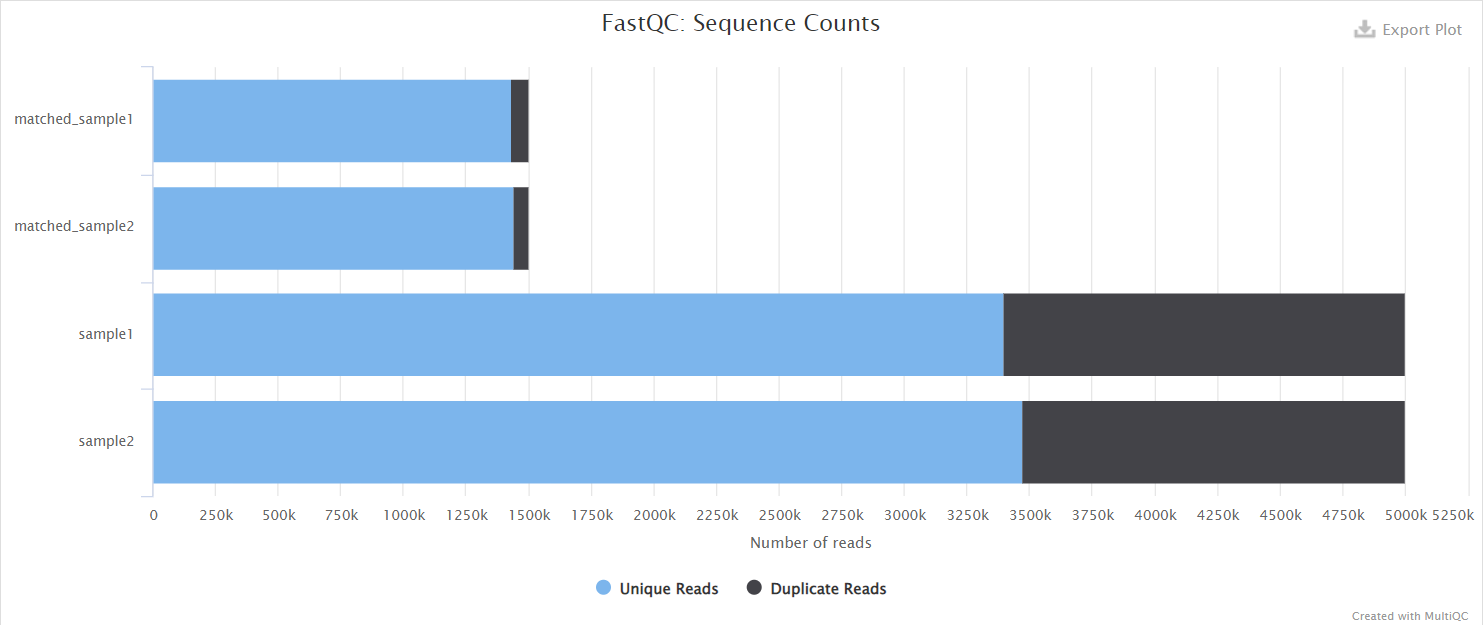 FastQC: Sequence Counts
Export Plot
matched_sample1
matched_sample2
sample1
sample2
0 250k 500k 750k 1000k 1250k 1500k 1750k 2000k 2250k 2500k 2750k 3000k 3250k 3500k 3750k 4000k 4250k 4500k 4750k 5000k 5250k
Number of reads
Unique Reads Duplicate Reads
Created with MultiQC